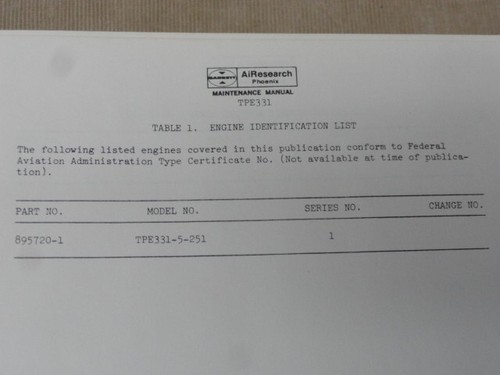 GARRETT
AiResearch
Phoenix
MAINTENANCE MANUAL
TPE331
TABLE 1. ENGINE IDENTIFICATION LIST
The following listed engines covered in this publication conform to Federal
Aviation Administration Type Certificate No. (Not available at time of publica-
tion).
PART NO. MODEL NO. SERIES NO. CHANGE NO.
895720-1 TPE331-5-251 1